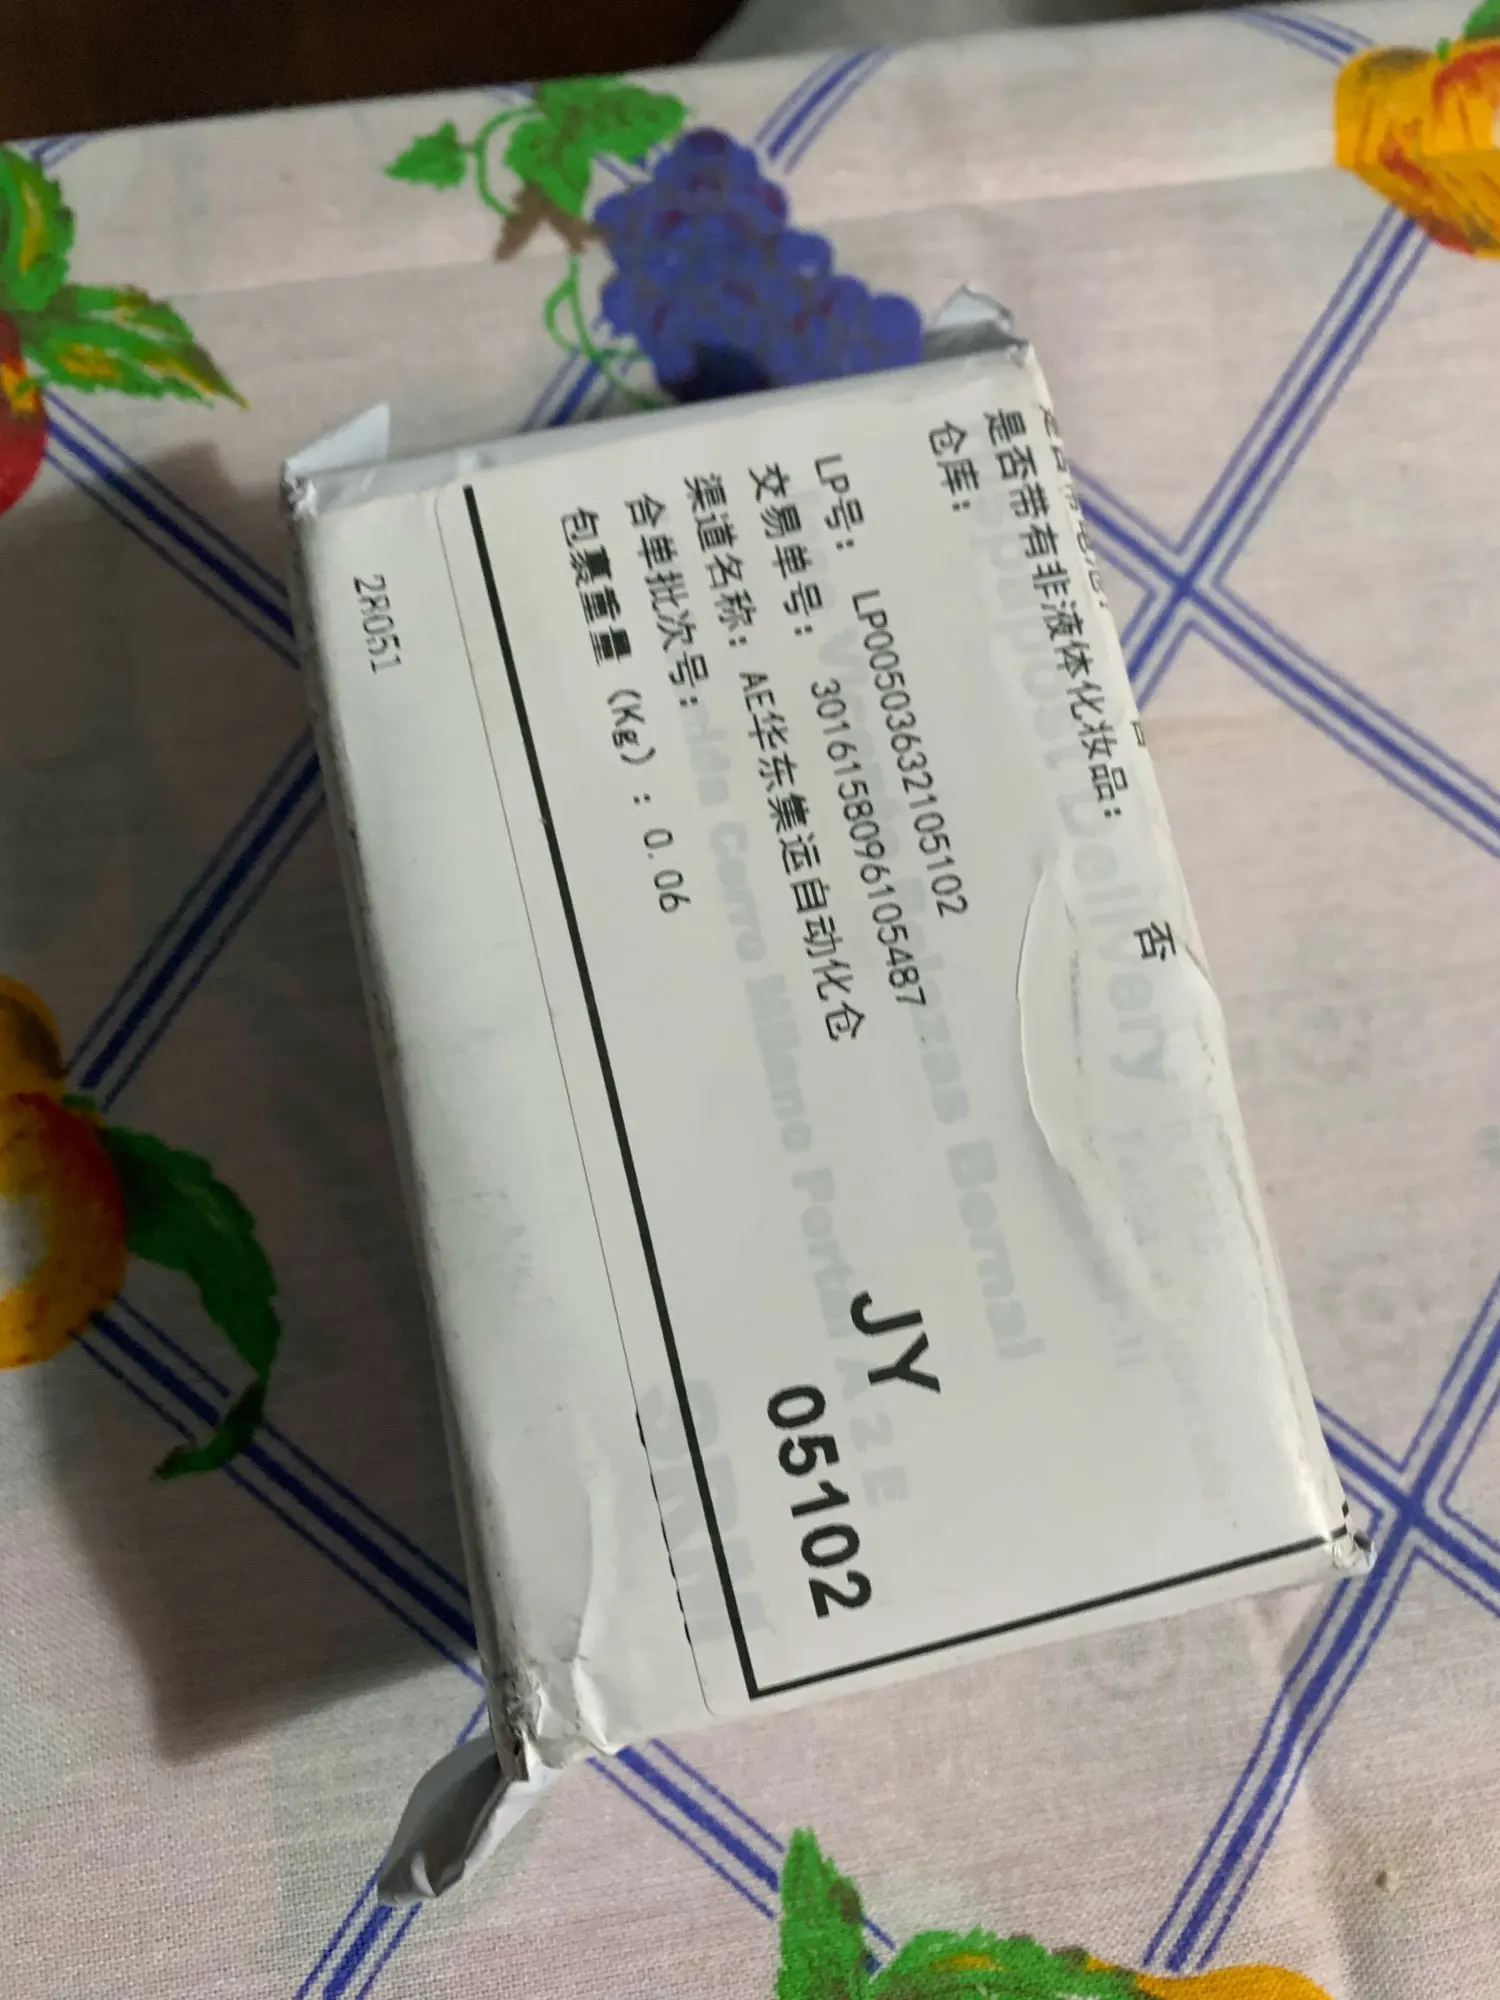 是否带有非液体化妆品： 否
仓库：
LP号： LP00503632105102
交易单号： 3016158096105487
渠道名称： AE华东集运自动化仓
合单批次号：
包裹重量（Kg）：0.06
JY
05102
28051